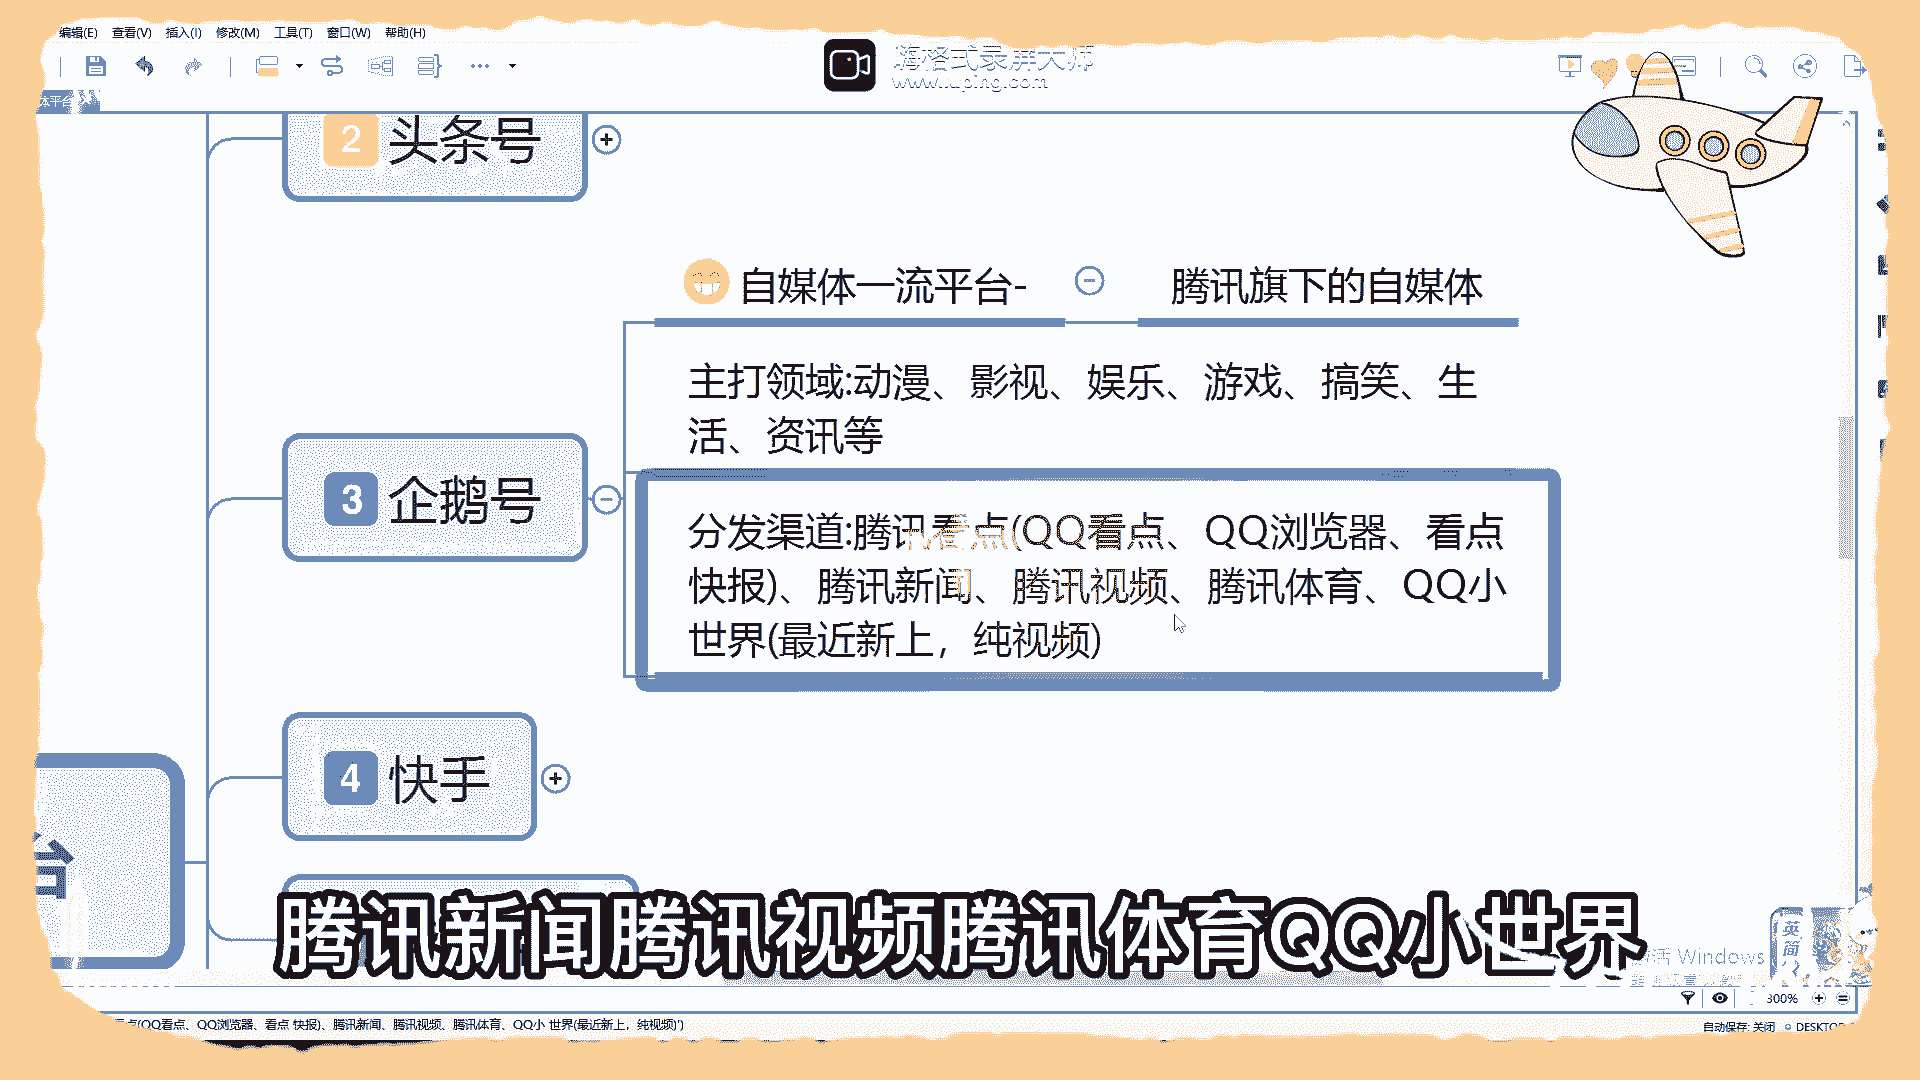 编辑(E) 查看(V) 插入(I) 修改(M) 工具(T) 窗口(W) 帮助(H)
嗨格式录屏大师
www.luping.com
体平台
2 头条号
自媒体一流平台-
腾讯旗下的自媒体
主打领域:动漫、影视、娱乐、游戏、搞笑、生
活、资讯等
3 企鹅号
分发渠道:腾讯看点(QQ看点、QQ浏览器、看点
快报)、腾讯新闻、腾讯视频、腾讯体育、QQ小
世界(最近新上，纯视频)
4 快手
台
腾讯新闻腾讯视频腾讯体育QQ小世界
英
简
活 Windows
300%
点(QQ看点、QQ浏览器、看点 快报)、腾讯新闻、腾讯视频、腾讯体育、QQ小 世界(最近新上，纯视频)')
自动保存: 关闭 DESKTOP